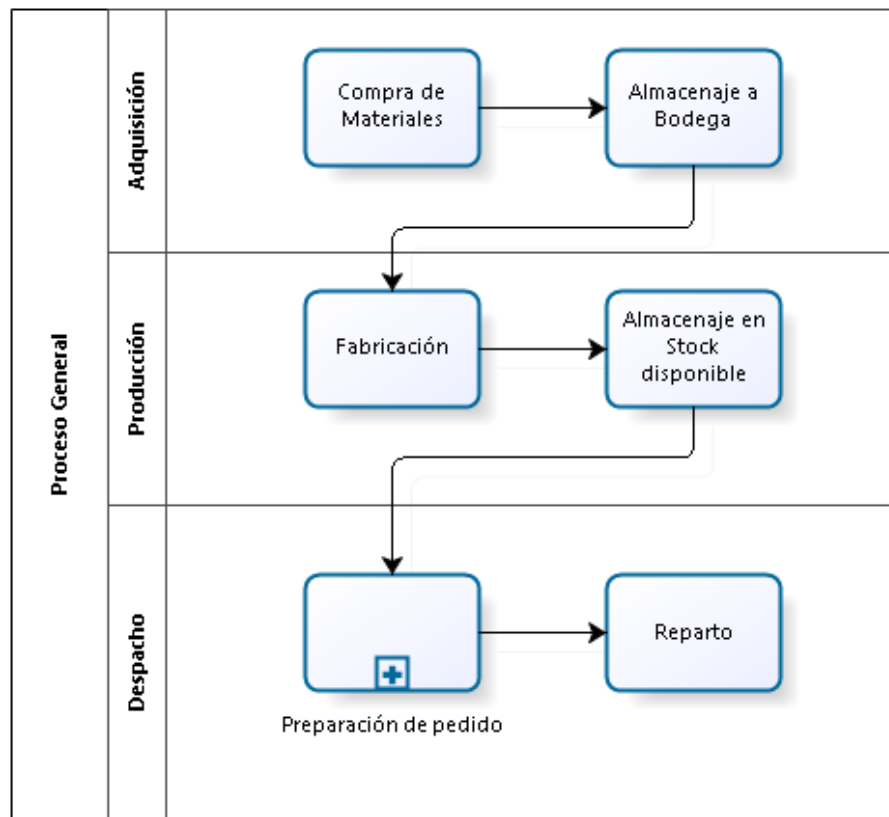 Proceso General
Adquisición
Compra de
Materiales
Almacenaje a
Bodega
Producción
Fabricación
Almacenaje en
Stock
disponible
Despacho
Preparación de pedido
Reparto